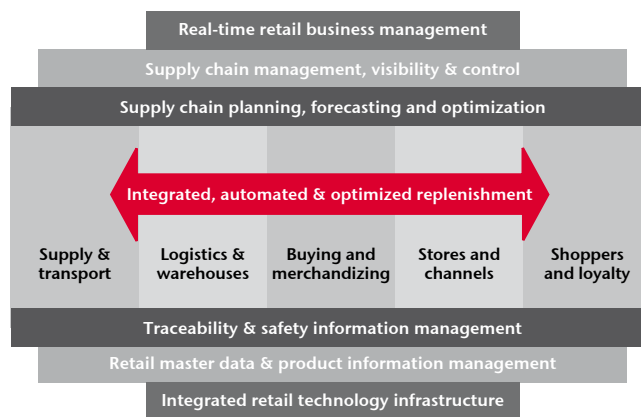 Real-time retail business management
Supply chain management, visibility & control
Supply chain planning, forecasting and optimization
Integrated, automated & optimized replenishment
Supply &
transport
Logistics &
warehouses
Buying and
merchandizing
Stores and
channels
Shoppers
and loyalty
Traceability & safety information management
Retail master data & product information management
Integrated retail technology infrastructure